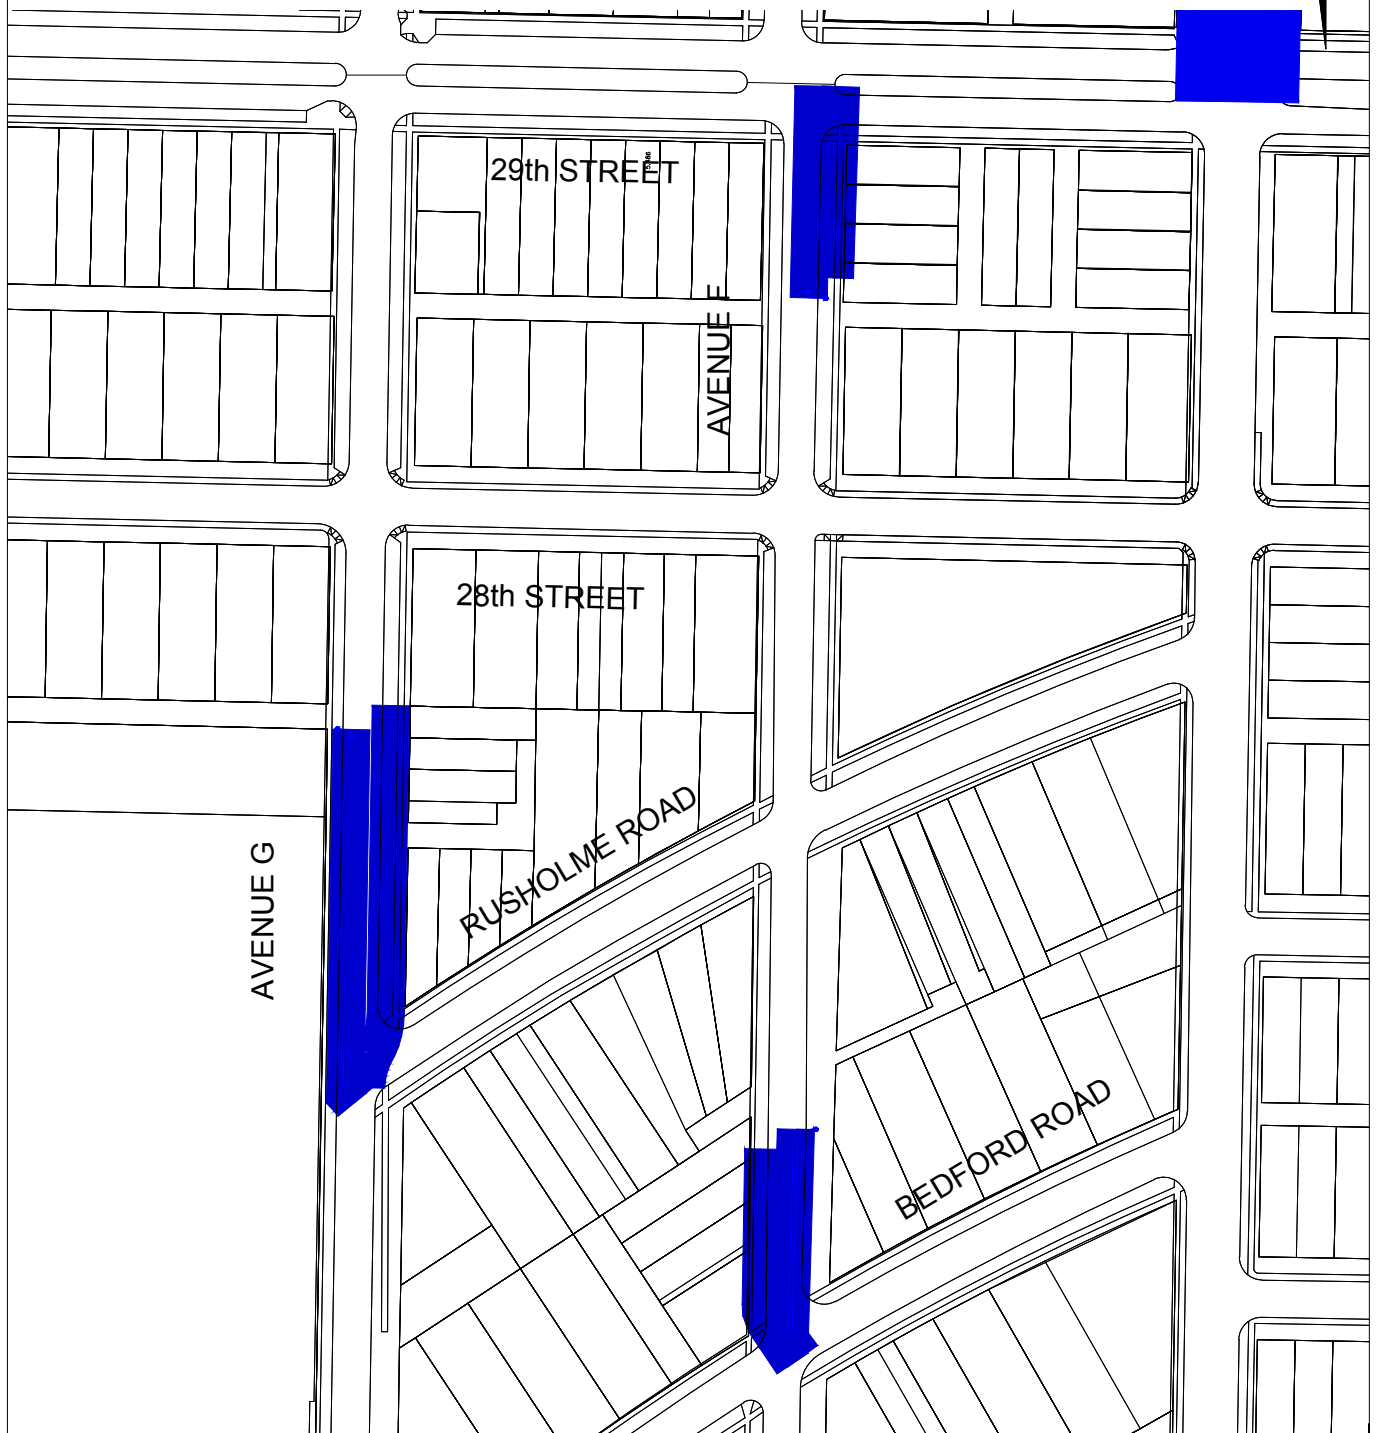 29th STREET
AVENUE F
28th STREET
RUSHOLME ROAD
AVENUE G
BEDFORD ROAD